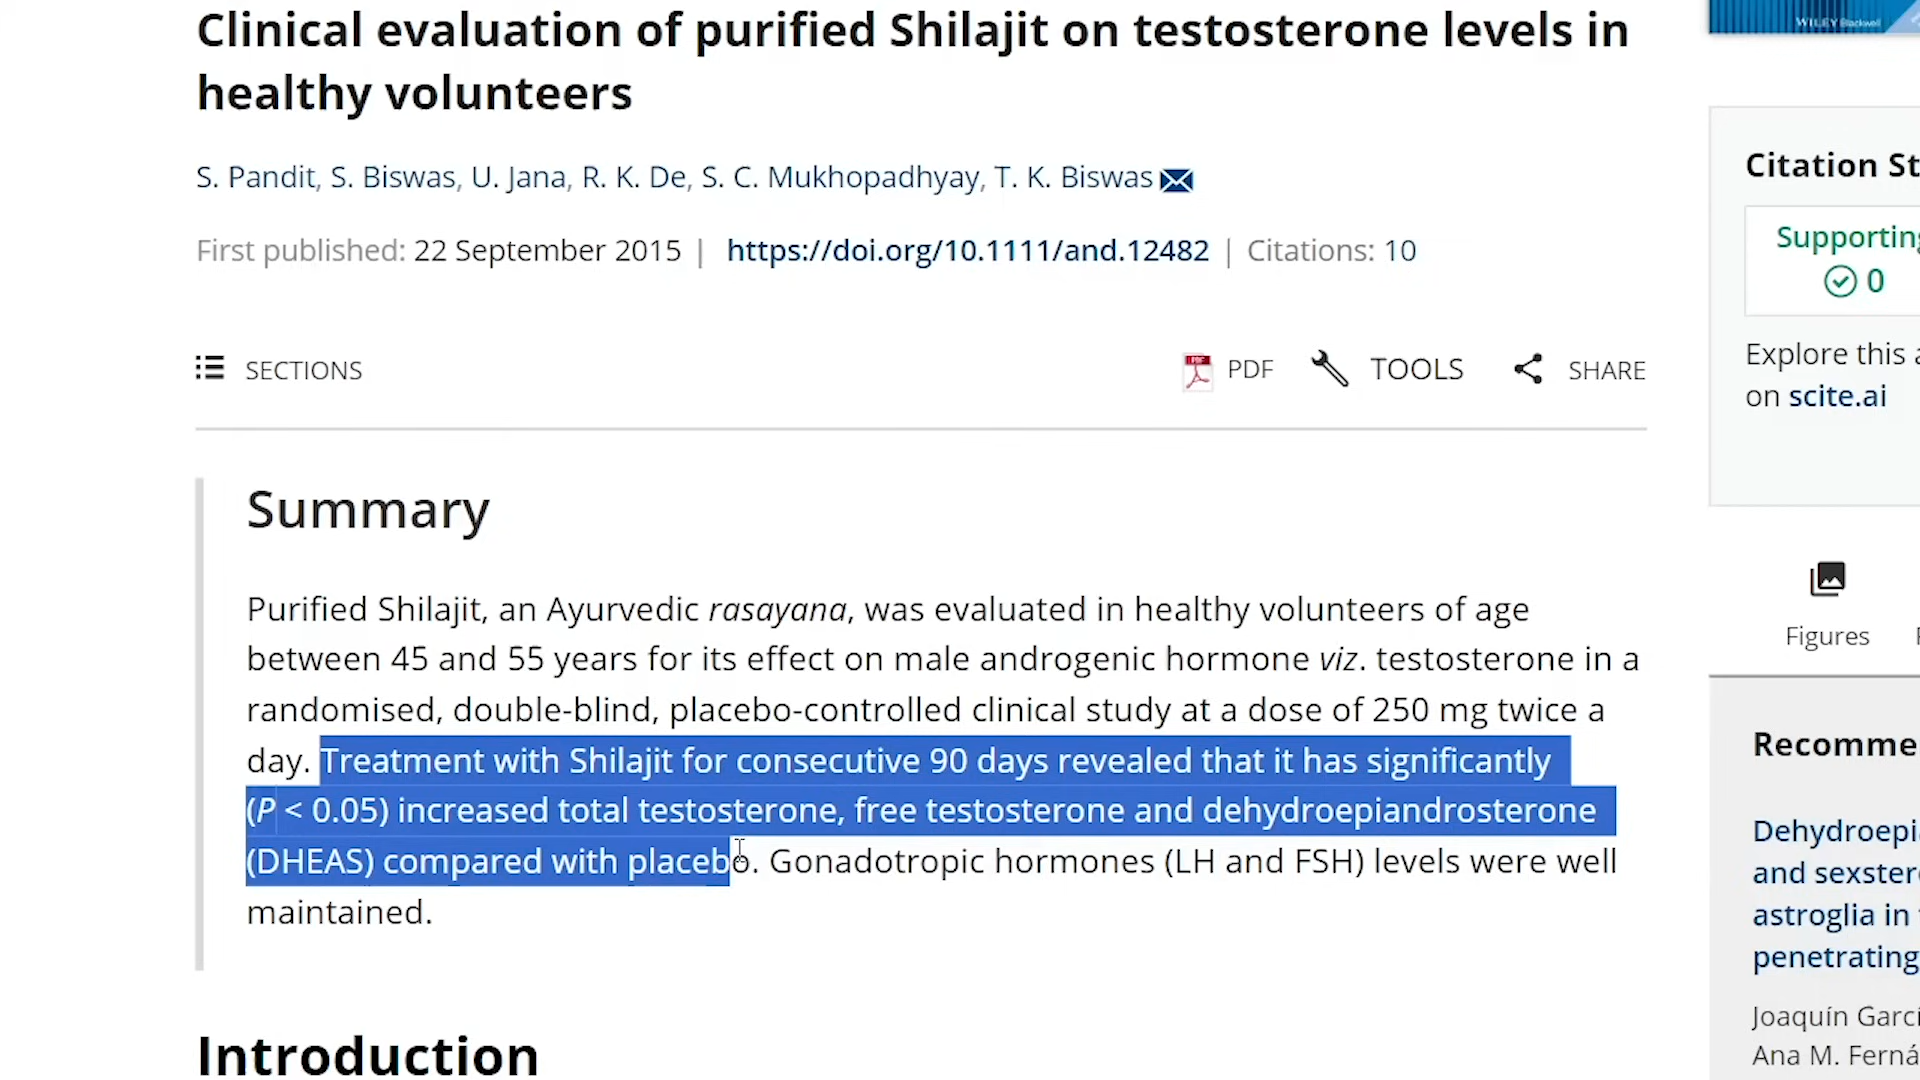 WILEY Blackwell
Clinical evaluation of purified Shilajit on testosterone levels in
healthy volunteers
S. Pandit, S. Biswas, U. Jana, R. K. De, S. C. Mukhopadhyay, T. K. Biswas
First published: 22 September 2015 | https://doi.org/10.1111/and.12482 | Citations: 10
SECTIONS
PDF TOOLS SHARE
Summary
Purified Shilajit, an Ayurvedic rasayana, was evaluated in healthy volunteers of age
between 45 and 55 years for its effect on male androgenic hormone viz. testosterone in a
randomised, double-blind, placebo-controlled clinical study at a dose of 250 mg twice a
day. Treatment with Shilajit for consecutive 90 days revealed that it has significantly
(P < 0.05) increased total testosterone, free testosterone and dehydroepiandrosterone
(DHEAS) compared with placebo. Gonadotropic hormones (LH and FSH) levels were well
maintained.
Introduction
Citation St
Supporting
0
Explore this a
on scite.ai
Figures
Recomme
Dehydroepi
and sexster
astroglia in
penetrating
Joaquín Garcí
Ana M. Ferná